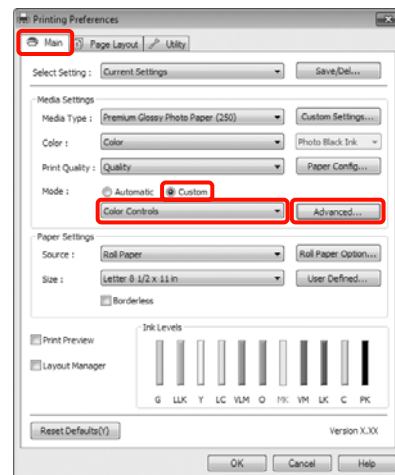 Printing Preferences
Main Page Layout Utility
Select Setting : Current Settings Save/Del...
Media Settings
Media Type : Premium Glossy Photo Paper (250) Custom Settings...
Color : Color Photo Black Ink
Print Quality : Quality Paper Config...
Mode : Automatic Custom
Color Controls Advanced...
Paper Settings
Source : Roll Paper Roll Paper Option...
Size : Letter 8 1/2 x 11 in User Defined...
Borderless
Ink Levels
Print Preview
Layout Manager
G LLK Y LC VLM O MK VM LK C PK
Reset Defaults(Y) Version X.XX
OK Cancel Help